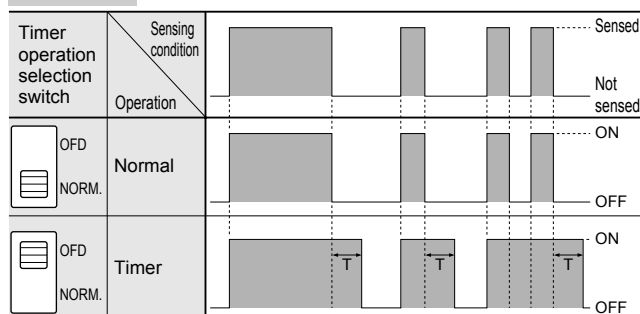 Timer
operation
selection
switch
Sensing
condition
Operation
Sensed
Not
sensed
OFD
NORM.
Normal
ON
OFF
OFD
NORM.
Timer
T
T
T
ON
OFF